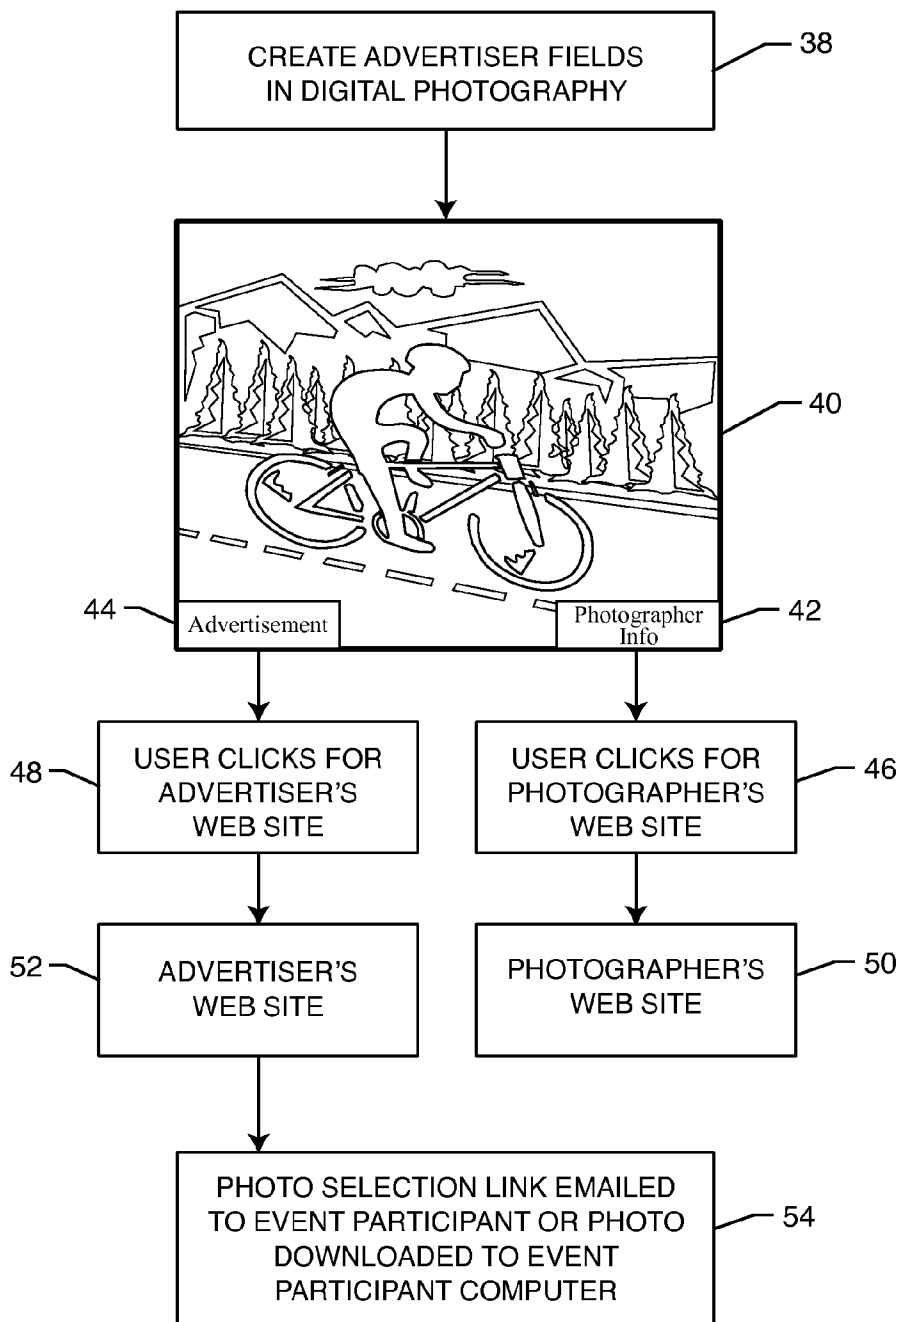 CREATE ADVERTISER FIELDS
IN DIGITAL PHOTOGRAPHY
38
40
44
Advertisement
Photographer
Info
42
48
USER CLICKS FOR
ADVERTISER'S
WEB SITE
USER CLICKS FOR
PHOTOGRAPHER'S
WEB SITE
46
52
ADVERTISER'S
WEB SITE
PHOTOGRAPHER'S
WEB SITE
50
PHOTO SELECTION LINK EMAILED
TO EVENT PARTICIPANT OR PHOTO
DOWNLOADED TO EVENT
PARTICIPANT COMPUTER
54